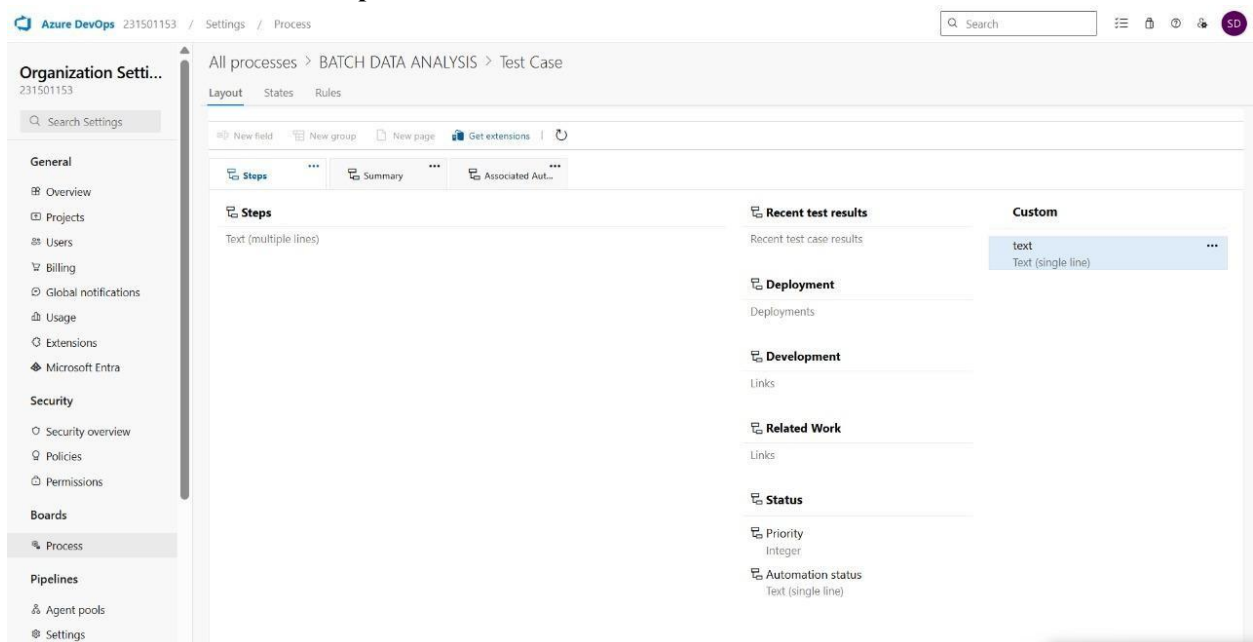 Azure DevOps 231501153 / Settings / Process
Search
SD
Organization Setti...
231501153
Search Settings
General
Overview
Projects
Users
Billing
Global notifications
Usage
Extensions
Microsoft Entra
Security
Security overview
Policies
Permissions
Boards
Process
Pipelines
Agent pools
Settings
All processes > BATCH DATA ANALYSIS > Test Case
Layout States Rules
New field New group New page Get extensions
Steps ... Summary ... Associated Aut... ...
Steps
Text (multiple lines)
Recent test results
Recent test case results
Deployment
Deployments
Development
Links
Related Work
Links
Status
Priority
Integer
Automation status
Text (single line)
Custom
text ...
Text (single line)